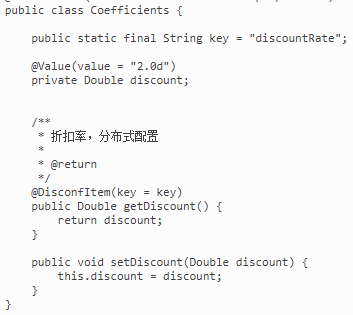 public class Coefficients {
public static final String key = "discountRate";
@Value(value = "2.0d")
private Double discount;
/**
* 折扣率，分布式配置
*
* @return
*/
@DisconfItem(key = key)
public Double getDiscount() {
return discount;
}
public void setDiscount(Double discount) {
this.discount = discount;
}
}